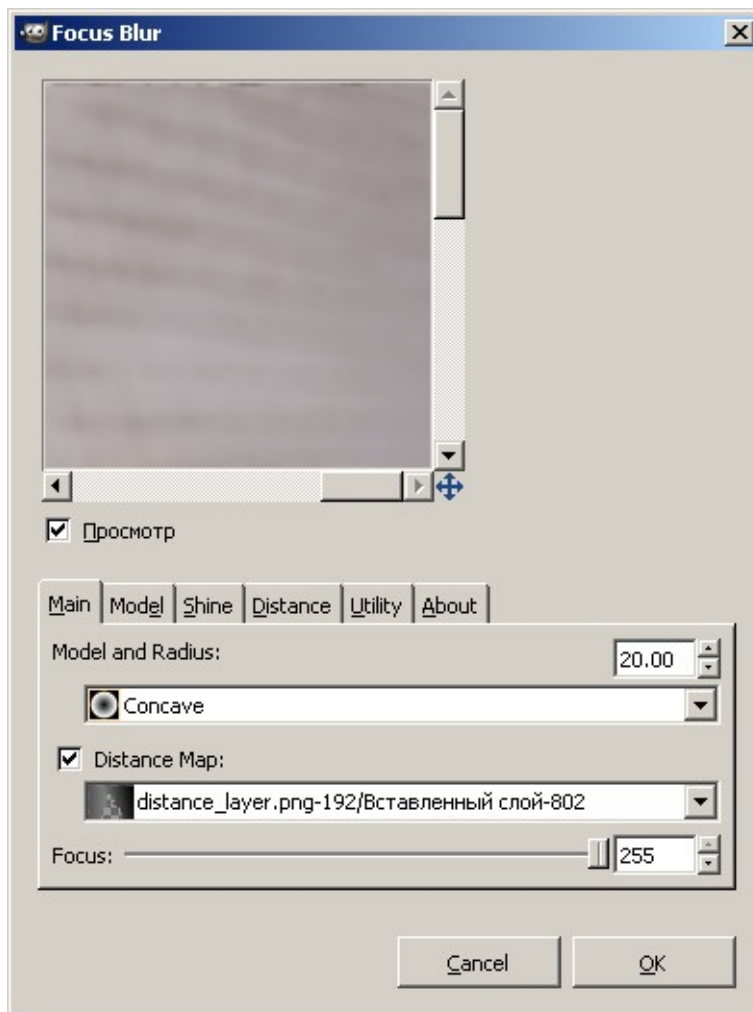 Focus Blur
Просмотр
Main Model Shine Distance Utility About
Model and Radius: 20.00
Concave
Distance Map:
distance_layer.png-192/Вставленный слой-802
Focus: 255
Cancel OK